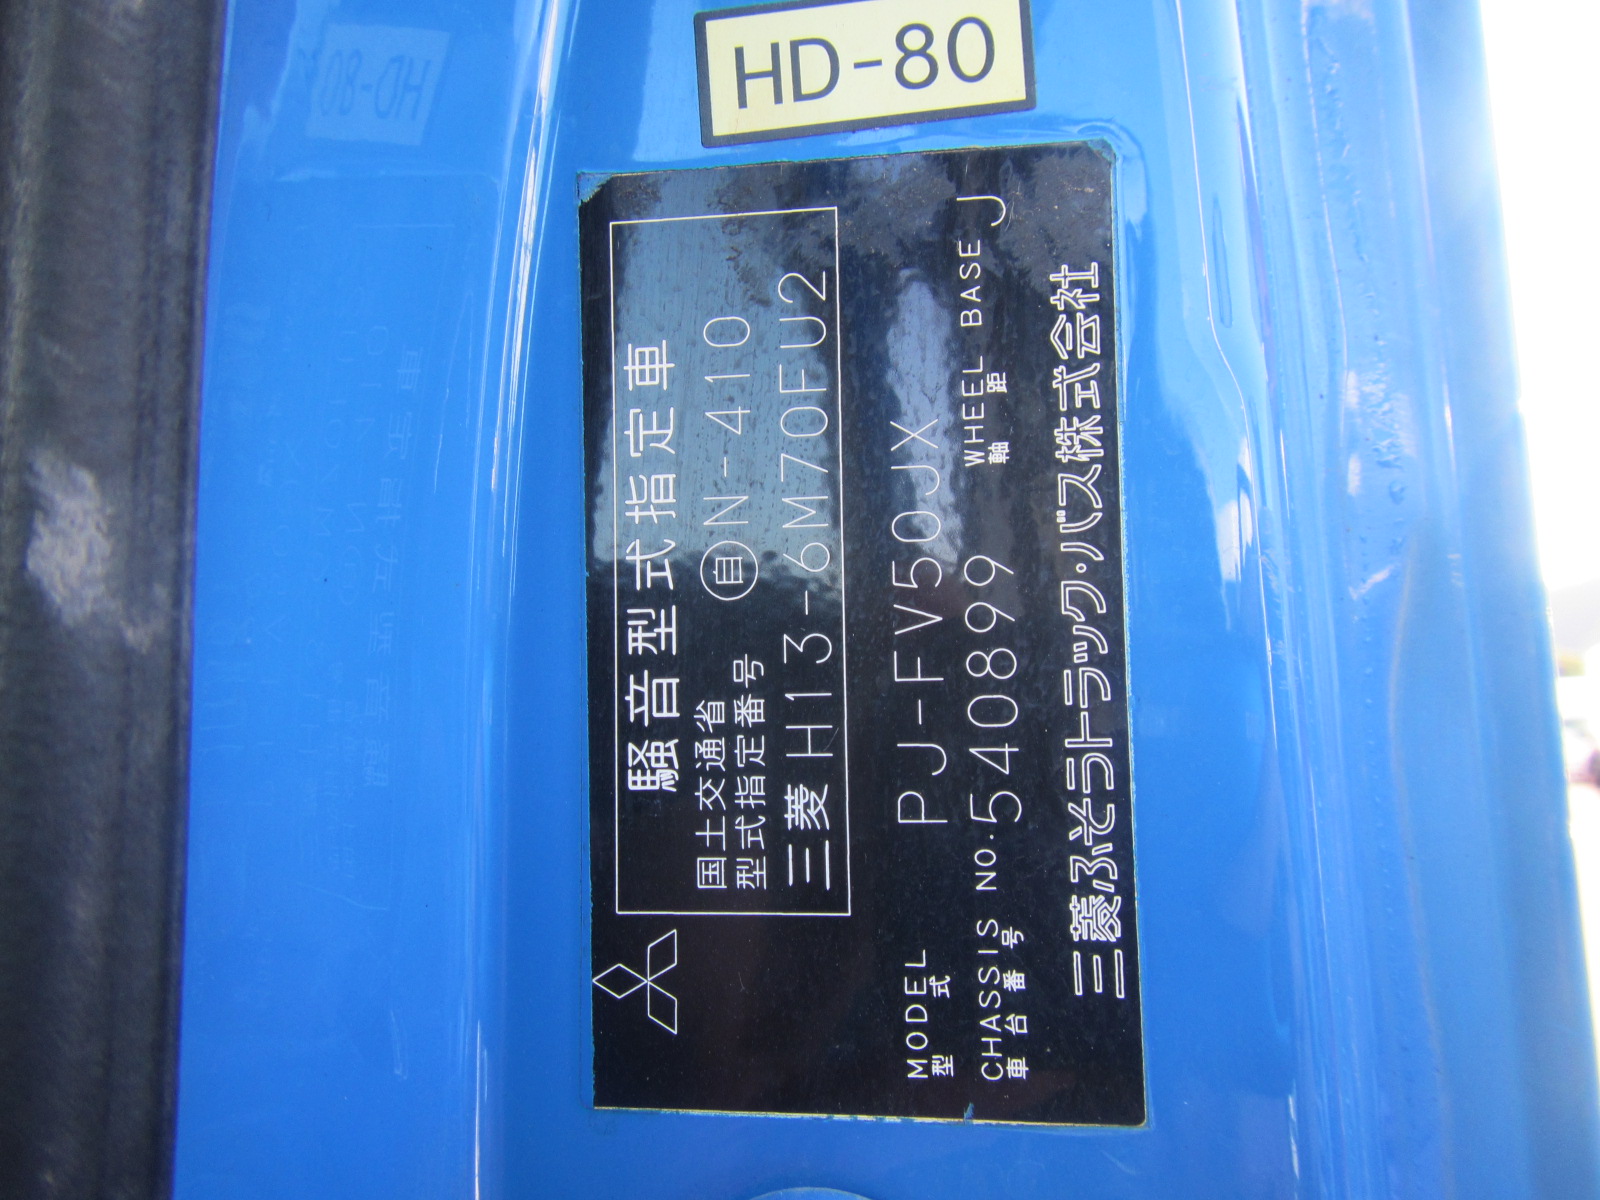 HD-80
騒音型式指定車
国土交通省
型式指定番号
自 N-410
三菱 H13-6M70FU2
MODEL PJ-FV50JX
型式
CHASSIS NO. 540899 WHEEL BASE J
車台番号 軸距
三菱ふそうトラック・バス株式会社